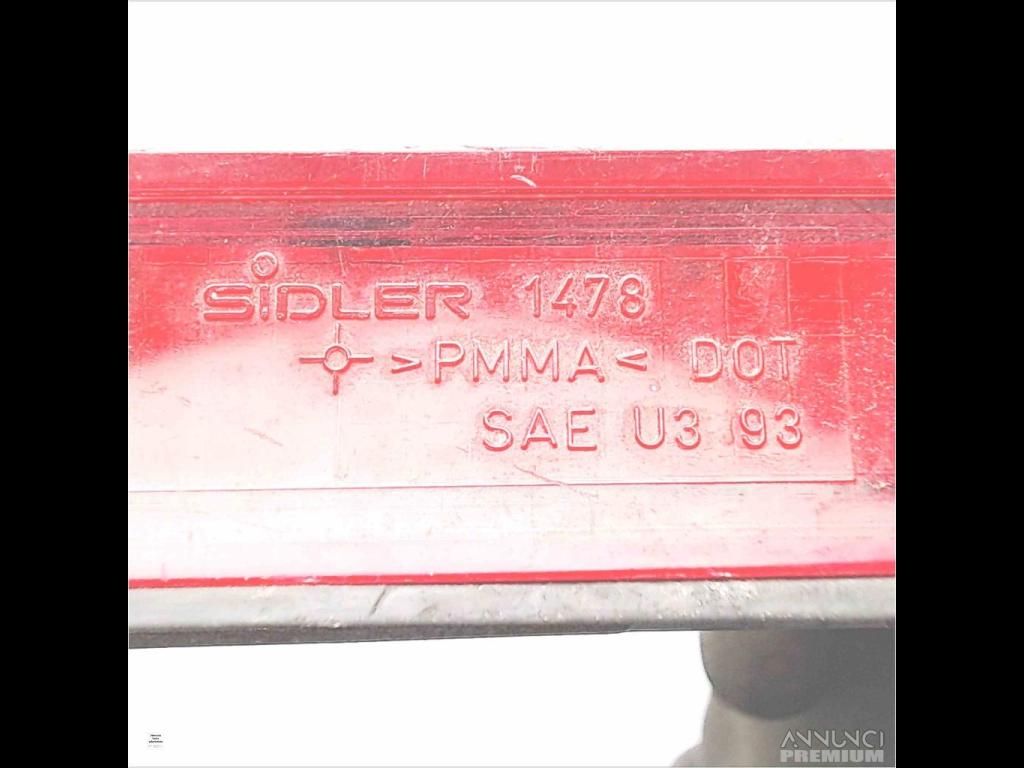 SiDLER 1478
>PMMA< DOT
SAE U3 93
ANNUNCI
PREMIUM